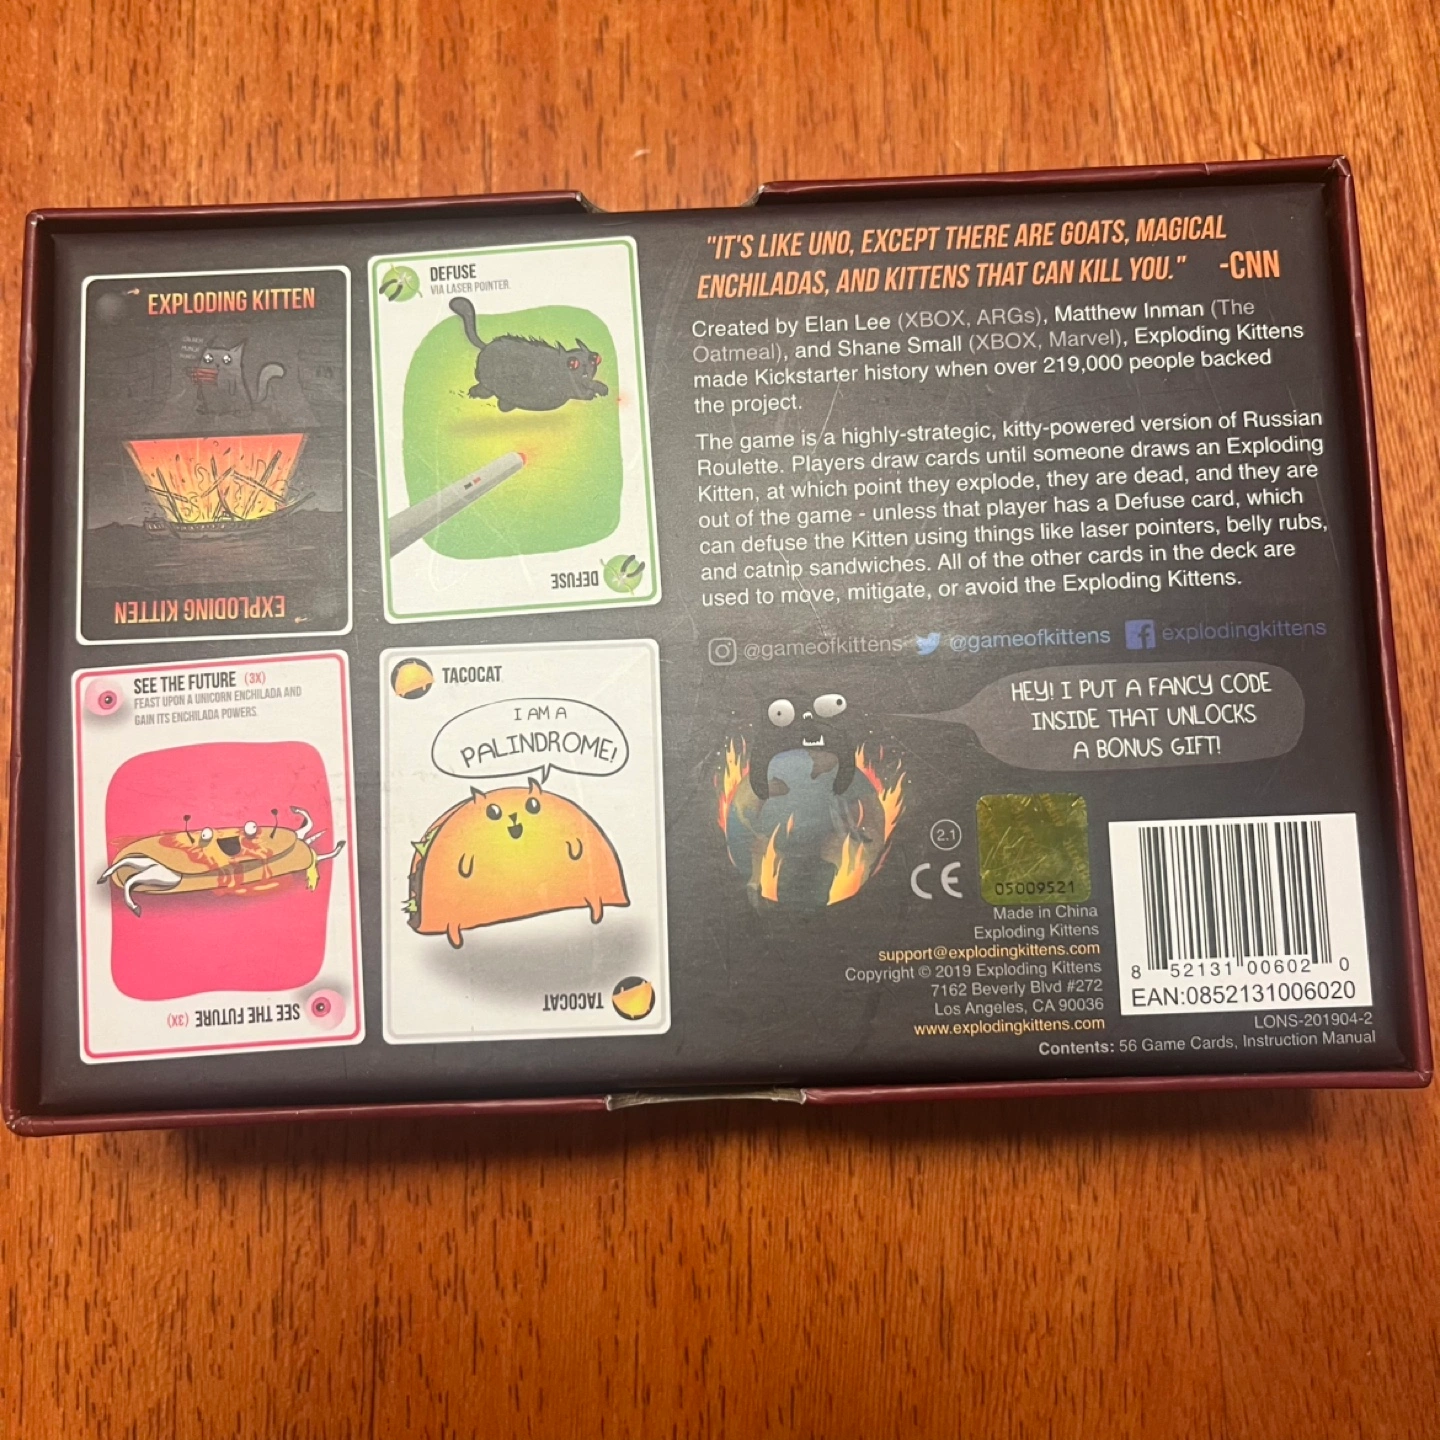 EXPLODING KITTEN
EXPLODING KITTEN
DEFUSE
VIA LASER POINTER.
DEFUSE
SEE THE FUTURE (3X)
FEAST UPON A UNICORN ENCHILADA AND
GAIN ITS ENCHILADA POWERS.
SEE THE FUTURE (3X)
TACOCAT
I AM A
PALINDROME!
TACOCAT
"IT'S LIKE UNO, EXCEPT THERE ARE GOATS, MAGICAL
ENCHILADAS, AND KITTENS THAT CAN KILL YOU." -CNN
Created by Elan Lee (XBOX, ARGs), Matthew Inman (The
Oatmeal), and Shane Small (XBOX, Marvel), Exploding Kittens
made Kickstarter history when over 219,000 people backed
the project.
The game is a highly-strategic, kitty-powered version of Russian
Roulette. Players draw cards until someone draws an Exploding
Kitten, at which point they explode, they are dead, and they are
out of the game - unless that player has a Defuse card, which
can defuse the Kitten using things like laser pointers, belly rubs,
and catnip sandwiches. All of the other cards in the deck are
used to move, mitigate, or avoid the Exploding Kittens.
@gameofkittens @gameofkittens explodingkittens
HEY! I PUT A FANCY CODE
INSIDE THAT UNLOCKS
A BONUS GIFT!
2.1
CE
05009521
Made in China
Exploding Kittens
support@explodingkittens.com
Copyright © 2019 Exploding Kittens
7162 Beverly Blvd #272
Los Angeles, CA 90036
www.explodingkittens.com
8 52131 00602 0
EAN:0852131006020
LONS-201904-2
Contents: 56 Game Cards, Instruction Manual